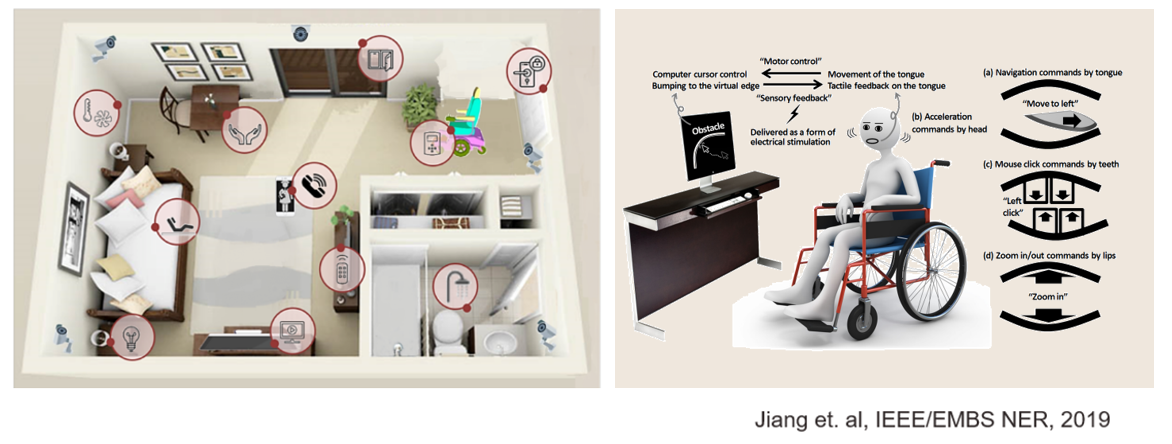 "Motor control"
Computer cursor control
Bumping to the virtual edge
Movement of the tongue
Tactile feedback on the tongue
"Sensory feedback"
Delivered as a form of
electrical stimulation
Obstacle
(b) Acceleration
commands by head
(a) Navigation commands by tongue
"Move to left"
(c) Mouse click commands by teeth
"Left
click"
(d) Zoom in/out commands by lips
"Zoom in"
Jiang et. al, IEEE/EMBS NER, 2019